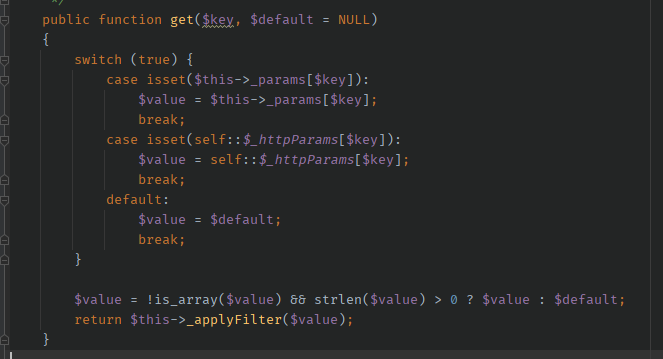 */
public function get($key, $default = NULL)
{
    switch (true) {
        case isset($this->_params[$key]):
            $value = $this->_params[$key];
            break;
        case isset(self::$_httpParams[$key]):
            $value = self::$_httpParams[$key];
            break;
        default:
            $value = $default;
            break;
    }

    $value = !is_array($value) && strlen($value) > 0 ? $value : $default;
    return $this->_applyFilter($value);
}